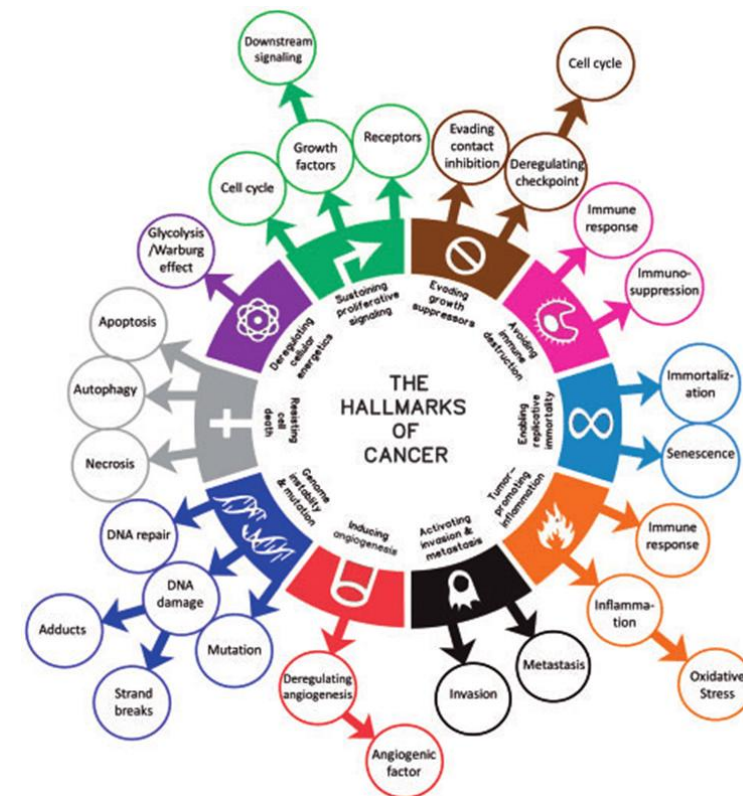 Downstream
signaling
Growth
factors
Receptors
Cell cycle
Evading
contact
inhibition
Deregulating
checkpoint
Cell cycle
Glycolysis
/Warburg
effect
Immune
response
Immuno-
suppression
Apoptosis
Autophagy
Necrosis
Immortaliz-
ation
Senescence
DNA repair
DNA
damage
Adducts
Strand
breaks
Mutation
Immune
response
Inflamma-
tion
Oxidative
Stress
Deregulating
angiogenesis
Angiogenic
factor
Invasion
Metastasis
Sustaining
proliferative
signaling
Evading
growth
suppressors
Avoiding
immune
destruction
Enabling
replicative
immortality
Tumor-
promoting
inflammation
Activating
invasion &
metastasis
Inducing
angiogenesis
Genome
instability
& mutation
Resisting
cell
death
Deregulating
cellular
energetics
THE
HALLMARKS
OF
CANCER